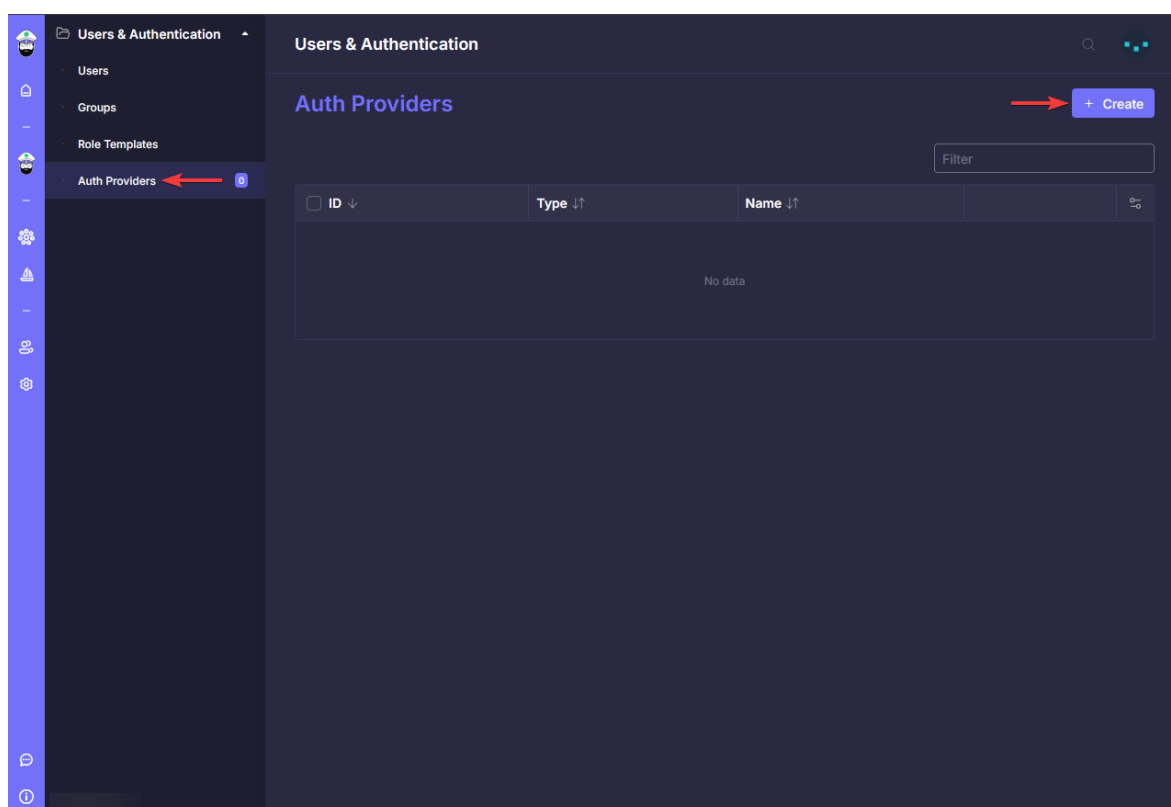 Users & Authentication
Users
Groups
Role Templates
Auth Providers 0
Users & Authentication
Auth Providers
+ Create
Filter
ID Type Name
No data